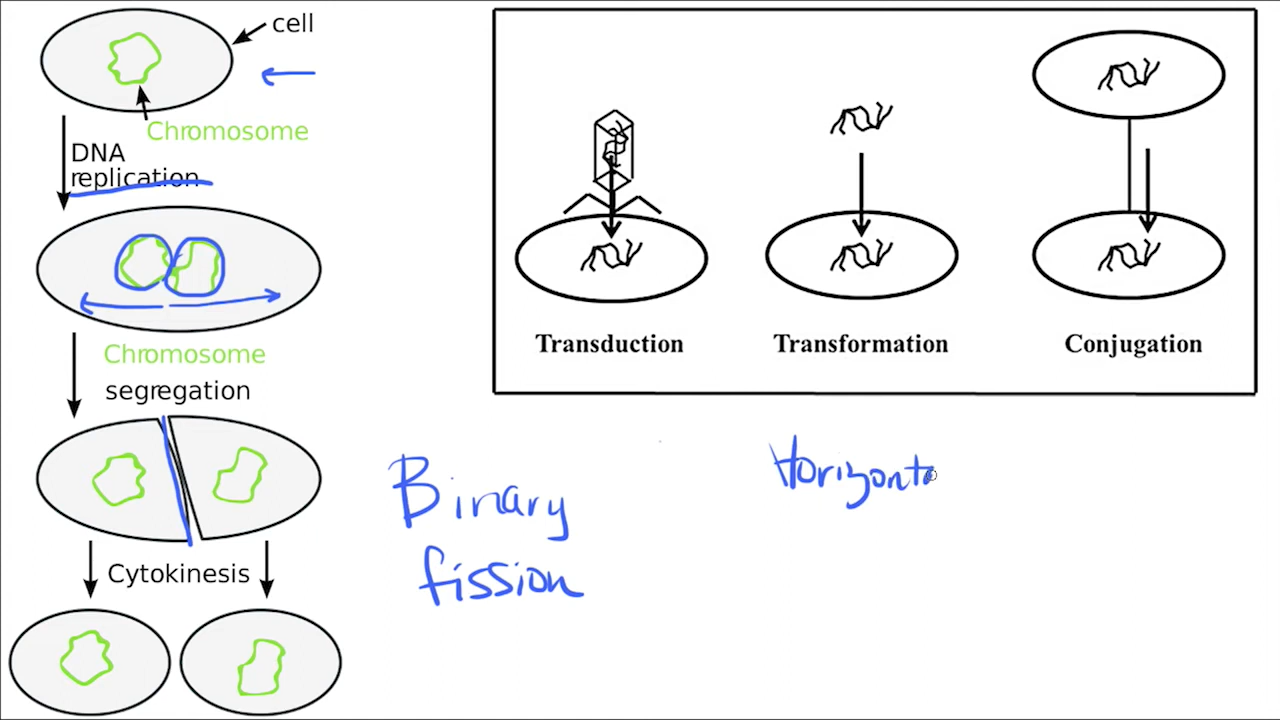 cell
Chromosome
DNA
replication
Chromosome
segregation
Cytokinesis
Transduction
Transformation
Conjugation
Binary
fission
Horizonta